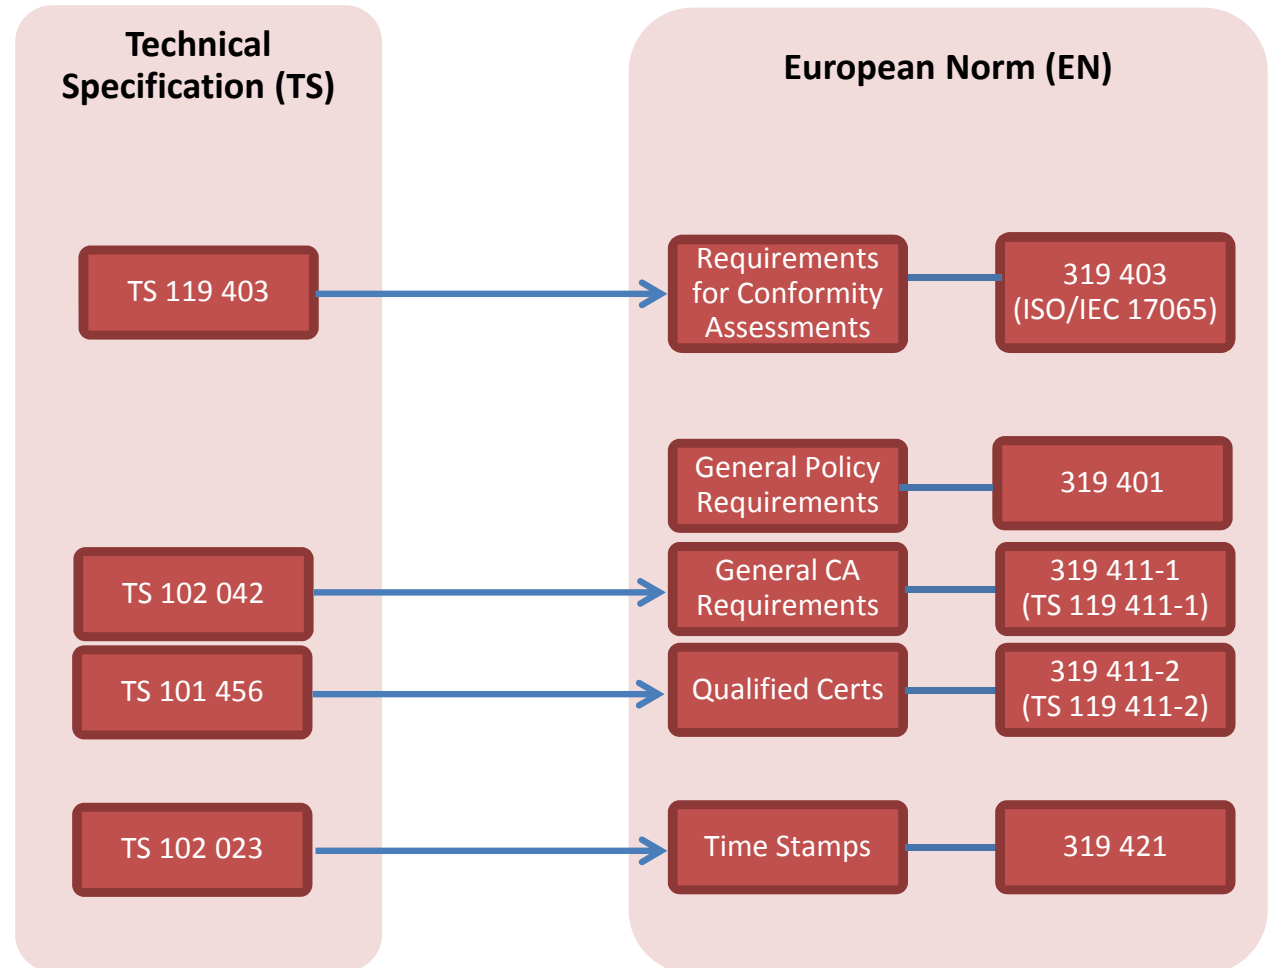 Technical
Specification (TS)
European Norm (EN)
TS 119 403
Requirements
for Conformity
Assessments
319 403
(ISO/IEC 17065)
General Policy
Requirements
319 401
TS 102 042
General CA
Requirements
319 411-1
(TS 119 411-1)
TS 101 456
Qualified Certs
319 411-2
(TS 119 411-2)
TS 102 023
Time Stamps
319 421